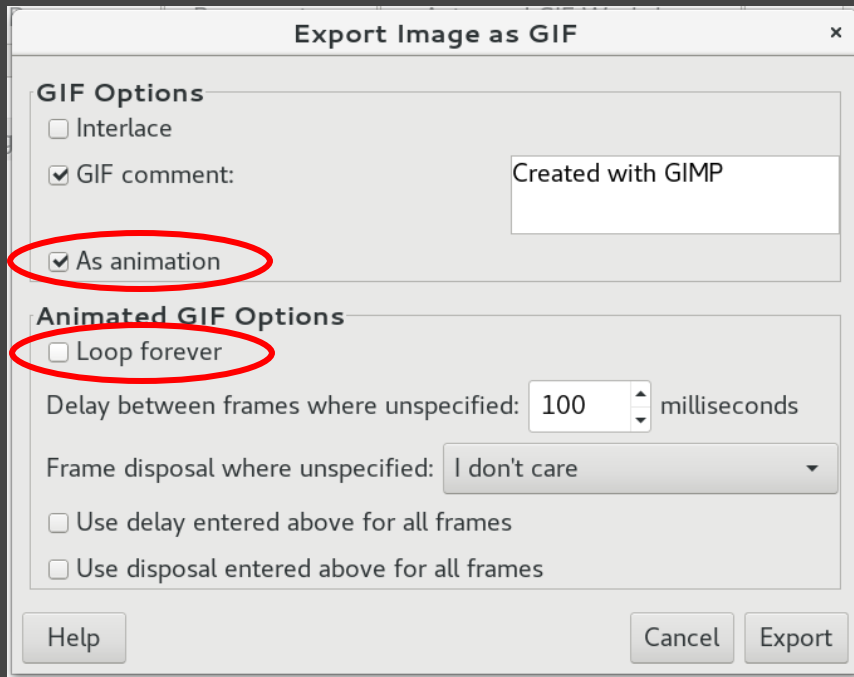 Export Image as GIF
GIF Options
Interlace
GIF comment:
Created with GIMP
As animation
Animated GIF Options
Loop forever
Delay between frames where unspecified: 100 milliseconds
Frame disposal where unspecified: I don't care
Use delay entered above for all frames
Use disposal entered above for all frames
Help Cancel Export